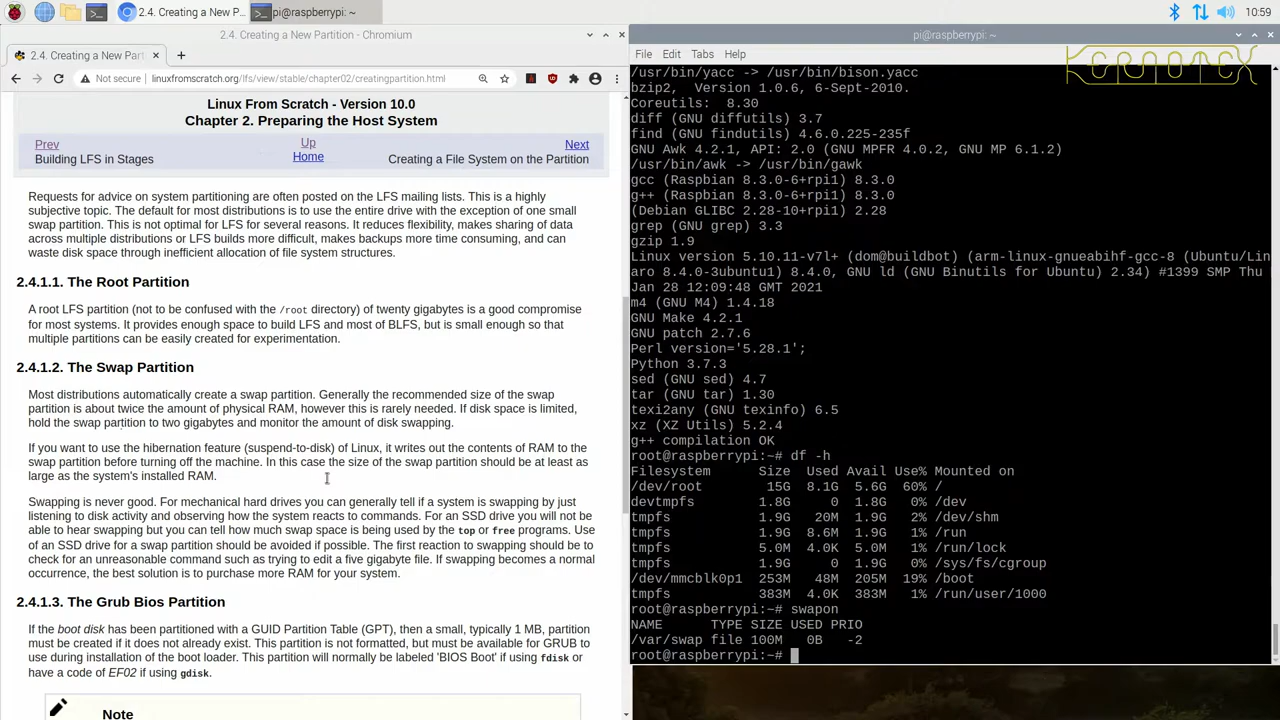 2.4. Creating a New P...
pi@raspberrypi: ~
10:59
2.4. Creating a New Partition - Chromium
2.4. Creating a New Part
Not secure | linuxfromscratch.org/lfs/view/stable/chapter02/creatingpartition.html
Linux From Scratch - Version 10.0
Chapter 2. Preparing the Host System
Prev
Building LFS in Stages
Up
Home
Next
Creating a File System on the Partition
Requests for advice on system partitioning are often posted on the LFS mailing lists. This is a highly
subjective topic. The default for most distributions is to use the entire drive with the exception of one small
swap partition. This is not optimal for LFS for several reasons. It reduces flexibility, makes sharing of data
across multiple distributions or LFS builds more difficult, makes backups more time consuming, and can
waste disk space through inefficient allocation of file system structures.
2.4.1.1. The Root Partition
A root LFS partition (not to be confused with the /root directory) of twenty gigabytes is a good compromise
for most systems. It provides enough space to build LFS and most of BLFS, but is small enough so that
multiple partitions can be easily created for experimentation.
2.4.1.2. The Swap Partition
Most distributions automatically create a swap partition. Generally the recommended size of the swap
partition is about twice the amount of physical RAM, however this is rarely needed. If disk space is limited,
hold the swap partition to two gigabytes and monitor the amount of disk swapping.
If you want to use the hibernation feature (suspend-to-disk) of Linux, it writes out the contents of RAM to the
swap partition before turning off the machine. In this case the size of the swap partition should be at least as
large as the system's installed RAM.
Swapping is never good. For mechanical hard drives you can generally tell if a system is swapping by just
listening to disk activity and observing how the system reacts to commands. For an SSD drive you will not be
able to hear swapping but you can tell how much swap space is being used by the top or free programs. Use
of an SSD drive for a swap partition should be avoided if possible. The first reaction to swapping should be to
check for an unreasonable command such as trying to edit a five gigabyte file. If swapping becomes a normal
occurrence, the best solution is to purchase more RAM for your system.
2.4.1.3. The Grub Bios Partition
If the boot disk has been partitioned with a GUID Partition Table (GPT), then a small, typically 1 MB, partition
must be created if it does not already exist. This partition is not formatted, but must be available for GRUB to
use during installation of the boot loader. This partition will normally be labeled 'BIOS Boot' if using fdisk or
have a code of EF02 if using gdisk.
Note
pi@raspberrypi: ~
File Edit Tabs Help
/usr/bin/yacc -> /usr/bin/bison.yacc
bzip2,  Version 1.0.6, 6-Sept-2010.
Coreutils:  8.30
diff (GNU diffutils) 3.7
find (GNU findutils) 4.6.0.225-235f
GNU Awk 4.2.1, API: 2.0 (GNU MPFR 4.0.2, GNU MP 6.1.2)
/usr/bin/awk -> /usr/bin/gawk
gcc (Raspbian 8.3.0-6+rpi1) 8.3.0
g++ (Raspbian 8.3.0-6+rpi1) 8.3.0
(Debian GLIBC 2.28-10+rpi1) 2.28
grep (GNU grep) 3.3
gzip 1.9
Linux version 5.10.11-v7l+ (dom@buildbot) (arm-linux-gnueabihf-gcc-8 (Ubuntu/Lin
aro 8.4.0-3ubuntu1) 8.4.0, GNU ld (GNU Binutils for Ubuntu) 2.34) #1399 SMP Thu
Jan 28 12:09:48 GMT 2021
m4 (GNU M4) 1.4.18
GNU Make 4.2.1
GNU patch 2.7.6
Perl version='5.28.1';
Python 3.7.3
sed (GNU sed) 4.7
tar (GNU tar) 1.30
texi2any (GNU texinfo) 6.5
xz (XZ Utils) 5.2.4
g++ compilation OK
root@raspberrypi:~# df -h
Filesystem      Size  Used Avail Use% Mounted on
/dev/root        15G  8.1G  5.6G  60% /
devtmpfs        1.8G     0  1.8G   0% /dev
tmpfs           1.9G   20M  1.9G   2% /dev/shm
tmpfs           1.9G  8.6M  1.9G   1% /run
tmpfs           5.0M  4.0K  5.0M   1% /run/lock
tmpfs           1.9G     0  1.9G   0% /sys/fs/cgroup
/dev/mmcblk0p1  253M   48M  205M  19% /boot
tmpfs           383M  4.0K  383M   1% /run/user/1000
root@raspberrypi:~# swapon
NAME      TYPE SIZE USED PRIO
/var/swap file 100M   0B   -2
root@raspberrypi:~#